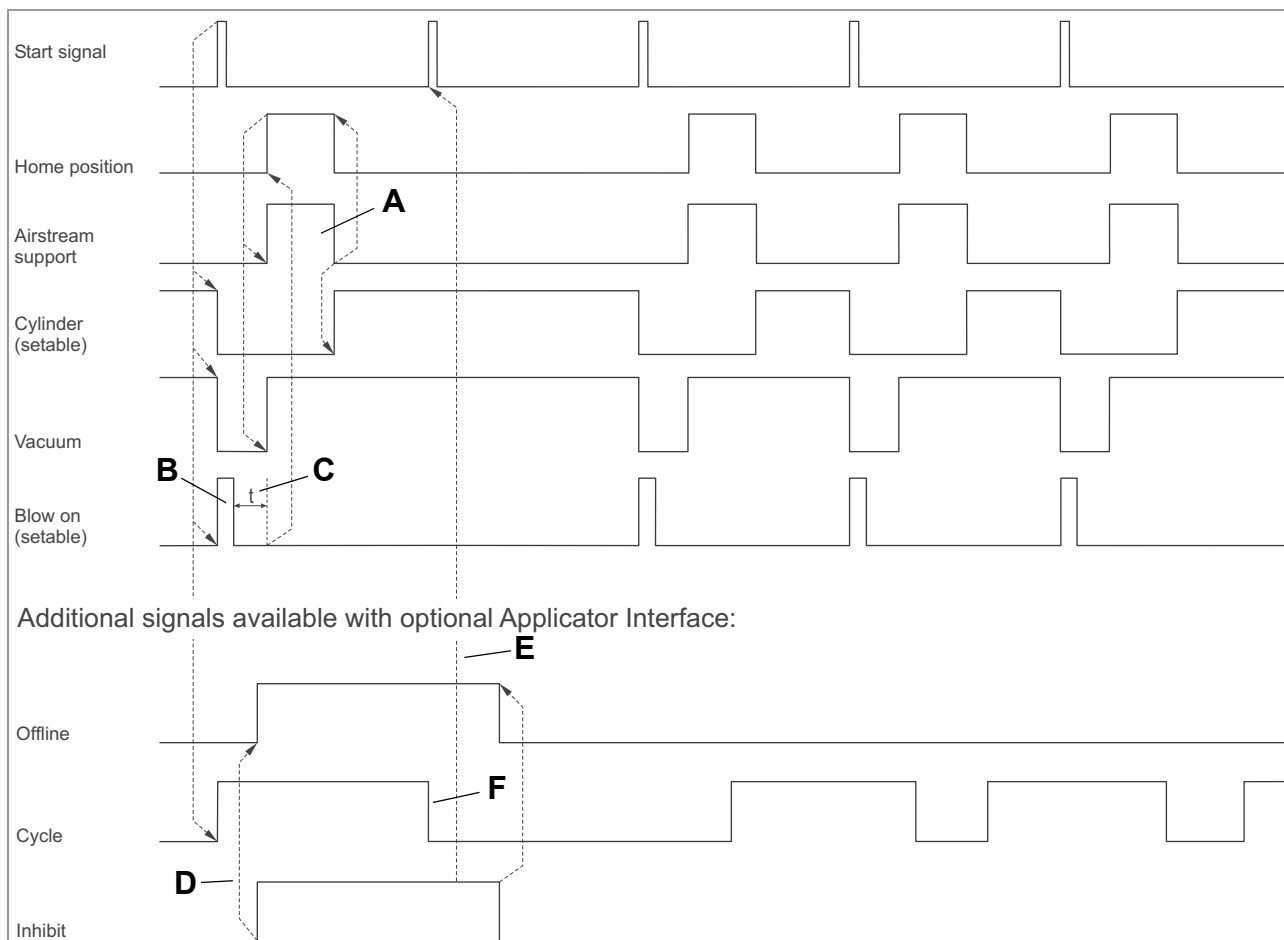 Start signal
Home position
A
Airstream
support
Cylinder
(setable)
Vacuum
B
C
t
Blow on
(setable)
Additional signals available with optional Applicator Interface:
E
Offline
F
Cycle
D
Inhibit